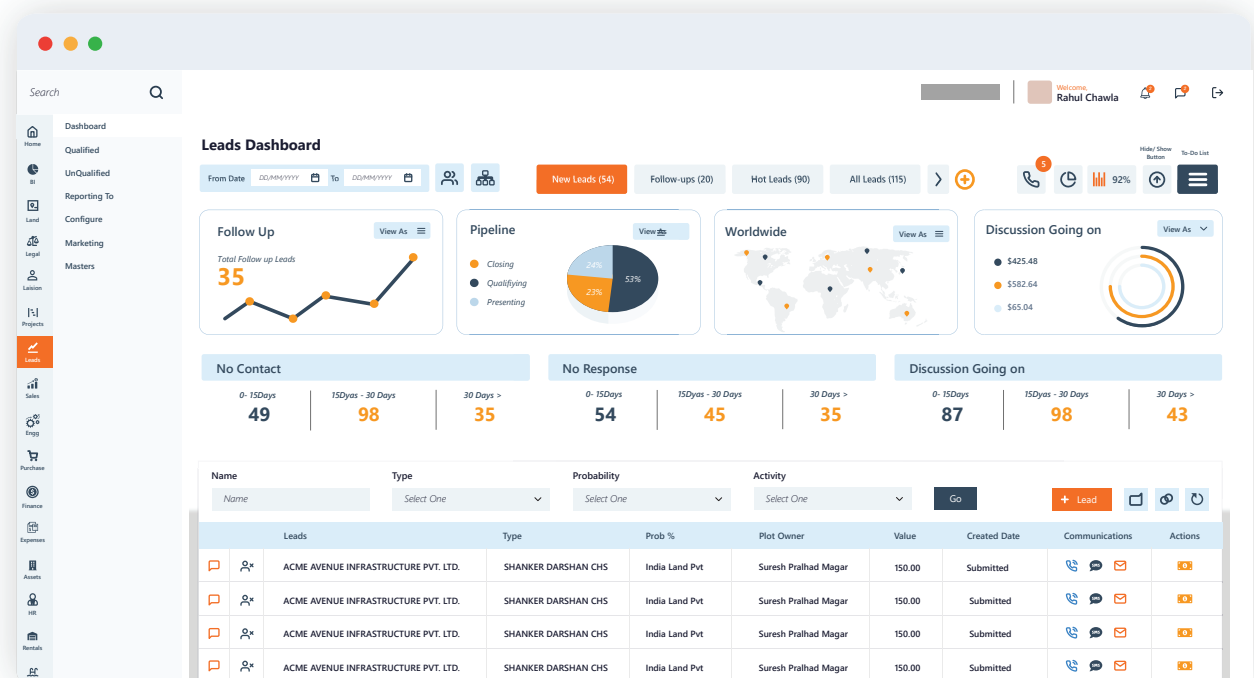 Search
Welcome,
Rahul Chawla
Home
BI
Land
Legal
Laision
Projects
Leads
Sales
Engg
Purchase
Finance
Expenses
Assets
HR
Rentals
Dashboard
Qualified
UnQualified
Reporting To
Configure
Marketing
Masters
Leads Dashboard
Hide/ Show
Button
To-Do List
From Date DD/MM/YYYY To DD/MM/YYYY
New Leads (54) Follow-ups (20) Hot Leads (90) All Leads (115)
5
92%
Follow Up
View As
Total Follow up Leads
35
Pipeline
View
Closing
Qualifiying
Presenting
24%
53%
23%
Worldwide
View As
Discussion Going on
View As
$425.48
$582.64
$65.04
No Contact
0- 15Days 15Dyas - 30 Days 30 Days >
49 98 35
No Response
0- 15Days 15Dyas - 30 Days 30 Days >
54 45 35
Discussion Going on
0- 15Days 15Dyas - 30 Days 30 Days >
87 98 43
Name Type Probability Activity
Name Select One Select One Select One Go + Lead
Leads Type Prob % Plot Owner Value Created Date Communications Actions
ACME AVENUE INFRASTRUCTURE PVT. LTD. SHANKER DARSHAN CHS India Land Pvt Suresh Pralhad Magar 150.00 Submitted SMS
ACME AVENUE INFRASTRUCTURE PVT. LTD. SHANKER DARSHAN CHS India Land Pvt Suresh Pralhad Magar 150.00 Submitted SMS
ACME AVENUE INFRASTRUCTURE PVT. LTD. SHANKER DARSHAN CHS India Land Pvt Suresh Pralhad Magar 150.00 Submitted SMS
ACME AVENUE INFRASTRUCTURE PVT. LTD. SHANKER DARSHAN CHS India Land Pvt Suresh Pralhad Magar 150.00 Submitted SMS